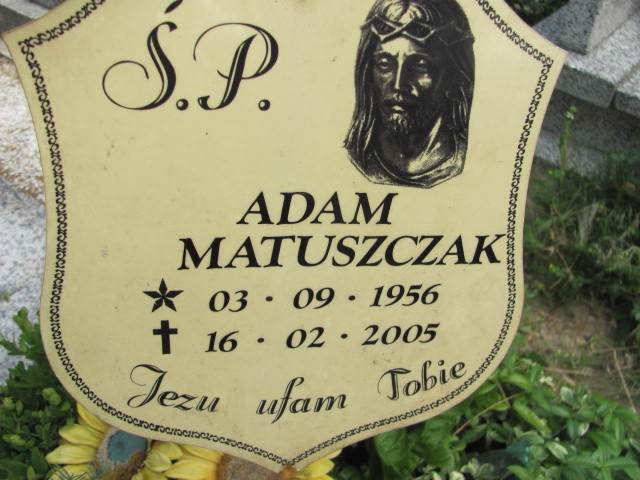 Ś.P.
ADAM
MATUSZCZAK
★ 03 · 09 · 1956
✝ 16 · 02 · 2005
Jezu ufam Tobie